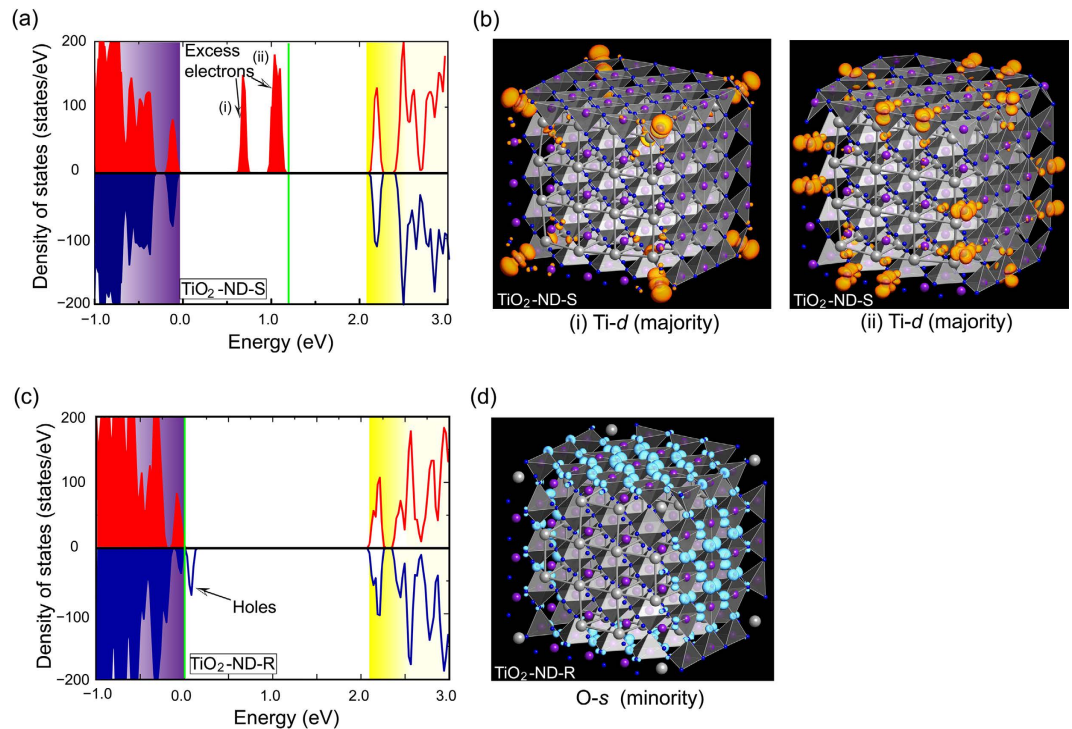 (a)
Density of states (states/eV)
200
100
0
−100
−200
Excess
electrons
(i)
(ii)
TiO₂-ND-S
−1.0 0.0 1.0 2.0 3.0
Energy (eV)
(b)
TiO₂-ND-S
(i) Ti-d (majority)
TiO₂-ND-S
(ii) Ti-d (majority)
(c)
Density of states (states/eV)
200
100
0
−100
−200
Holes
TiO₂-ND-R
−1.0 0.0 1.0 2.0 3.0
Energy (eV)
(d)
TiO₂-ND-R
O-s (minority)